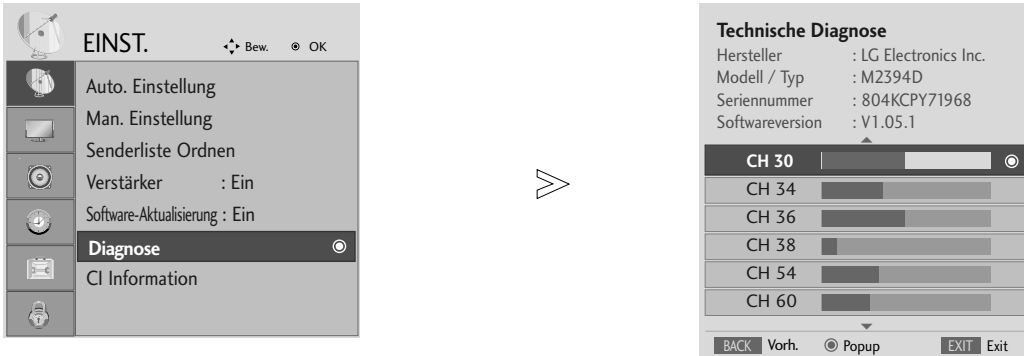 EINST. Bew. OK
Auto. Einstellung
Man. Einstellung
Senderliste Ordnen
Verstärker : Ein
Software-Aktualisierung : Ein
Diagnose
CI Information
Technische Diagnose
Hersteller : LG Electronics Inc.
Modell / Typ : M2394D
Seriennummer : 804KCPY71968
Softwareversion : V1.05.1
CH 30
CH 34
CH 36
CH 38
CH 54
CH 60
BACK Vorh. Popup EXIT Exit